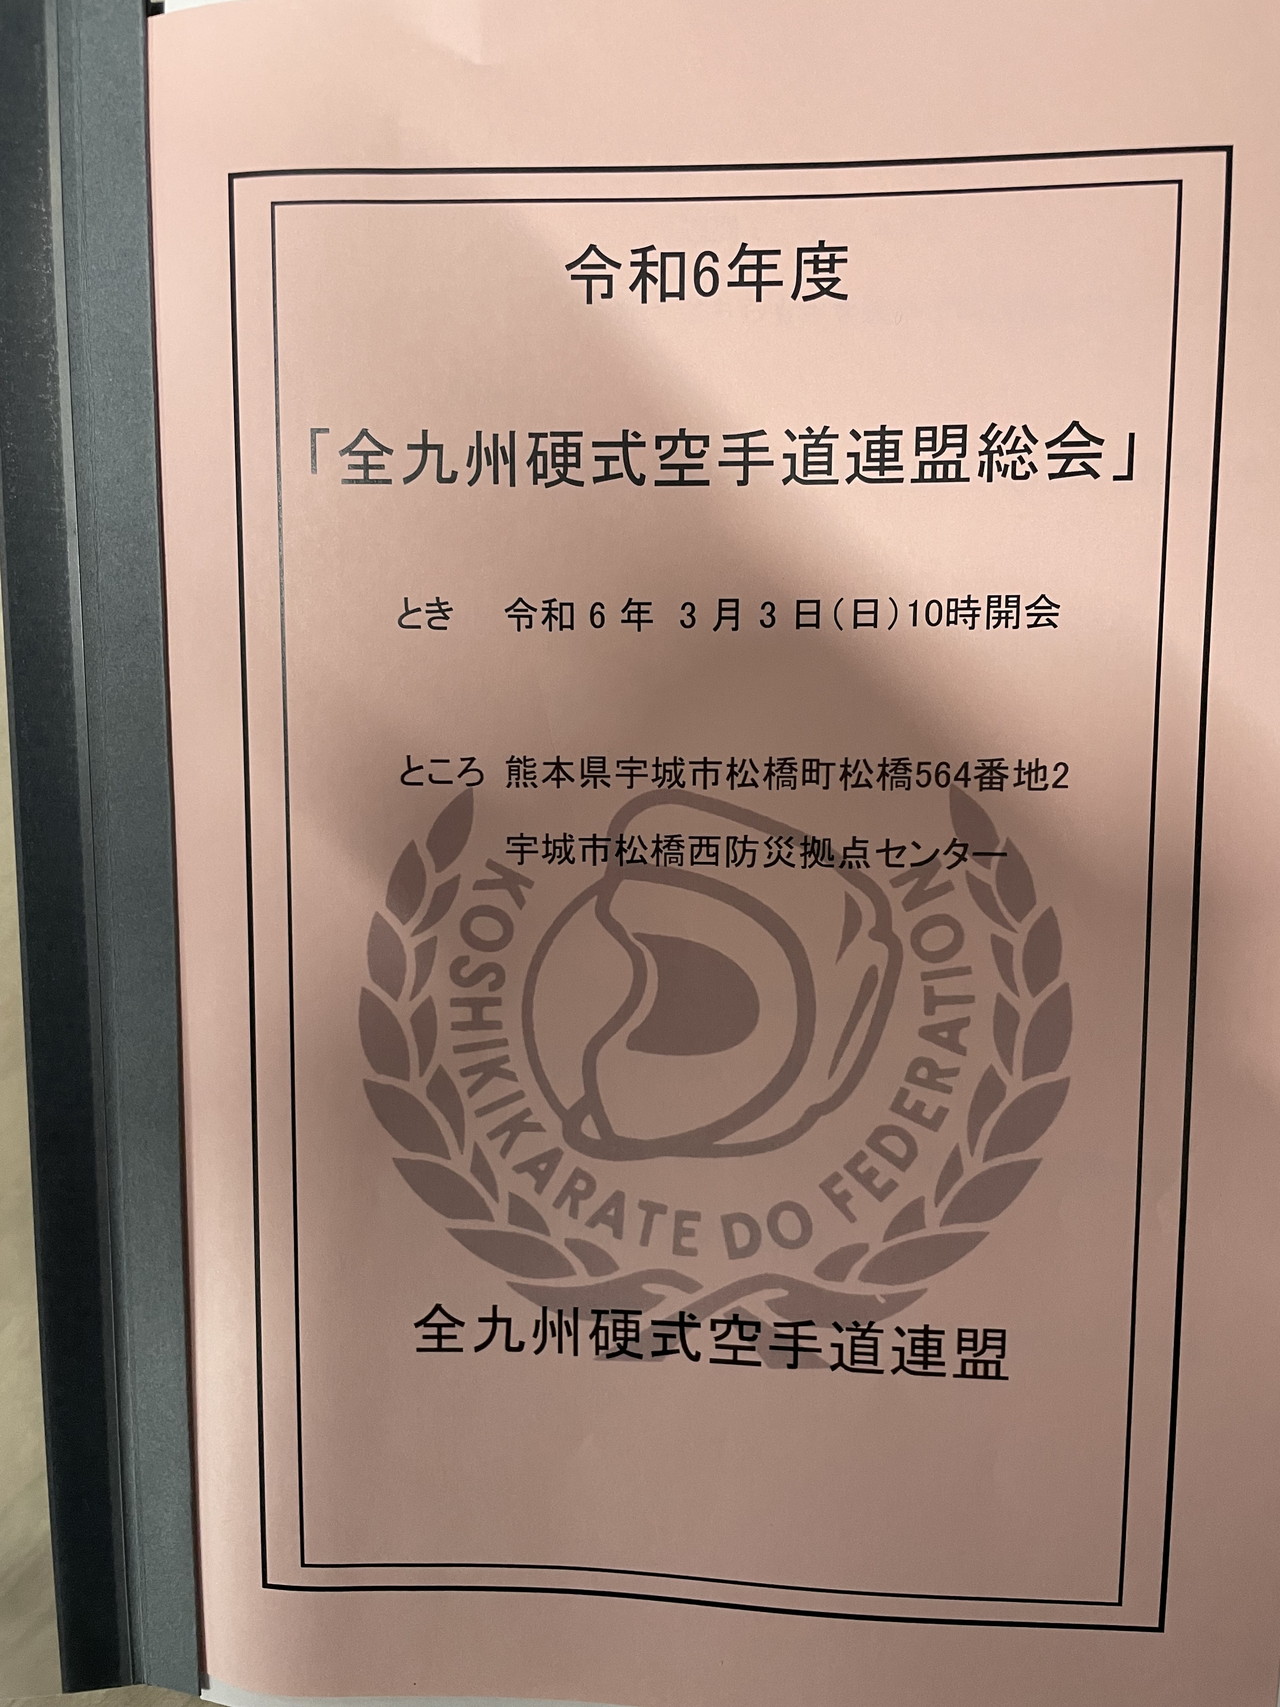 令和6年度
「全九州硬式空手道連盟総会」
とき 令和6年 3月3日(日)10時開会
ところ 熊本県宇城市松橋町松橋564番地2
宇城市松橋西防災拠点センター
KOSHIKI KARATE DO FEDERATION
全九州硬式空手道連盟